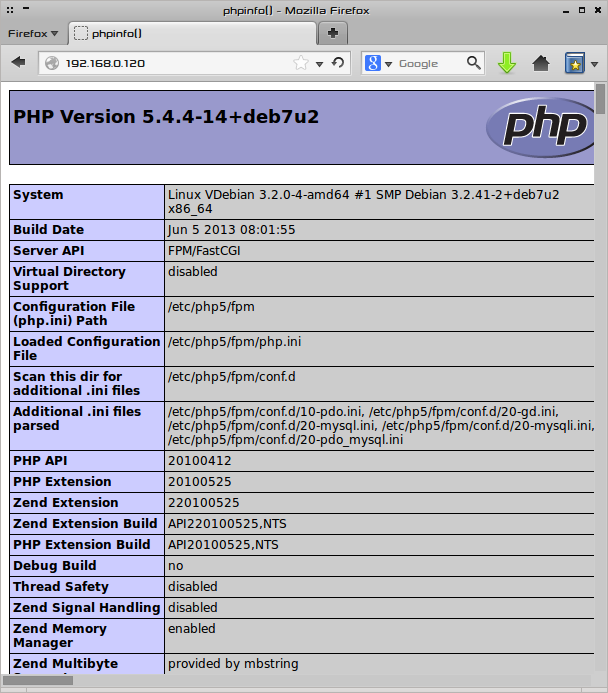 phpinfo() - Mozilla Firefox
Firefox
phpinfo()
192.168.0.120
Google
PHP Version 5.4.4-14+deb7u2
php
System
Linux VDebian 3.2.0-4-amd64 #1 SMP Debian 3.2.41-2+deb7u2
x86_64
Build Date
Jun 5 2013 08:01:55
Server API
FPM/FastCGI
Virtual Directory
Support
disabled
Configuration File
(php.ini) Path
/etc/php5/fpm
Loaded Configuration
File
/etc/php5/fpm/php.ini
Scan this dir for
additional .ini files
/etc/php5/fpm/conf.d
Additional .ini files
parsed
/etc/php5/fpm/conf.d/10-pdo.ini, /etc/php5/fpm/conf.d/20-gd.ini,
/etc/php5/fpm/conf.d/20-mysql.ini, /etc/php5/fpm/conf.d/20-mysqli.ini,
/etc/php5/fpm/conf.d/20-pdo_mysql.ini
PHP API
20100412
PHP Extension
20100525
Zend Extension
220100525
Zend Extension Build
API220100525,NTS
PHP Extension Build
API20100525,NTS
Debug Build
no
Thread Safety
disabled
Zend Signal Handling
disabled
Zend Memory
Manager
enabled
Zend Multibyte
provided by mbstring